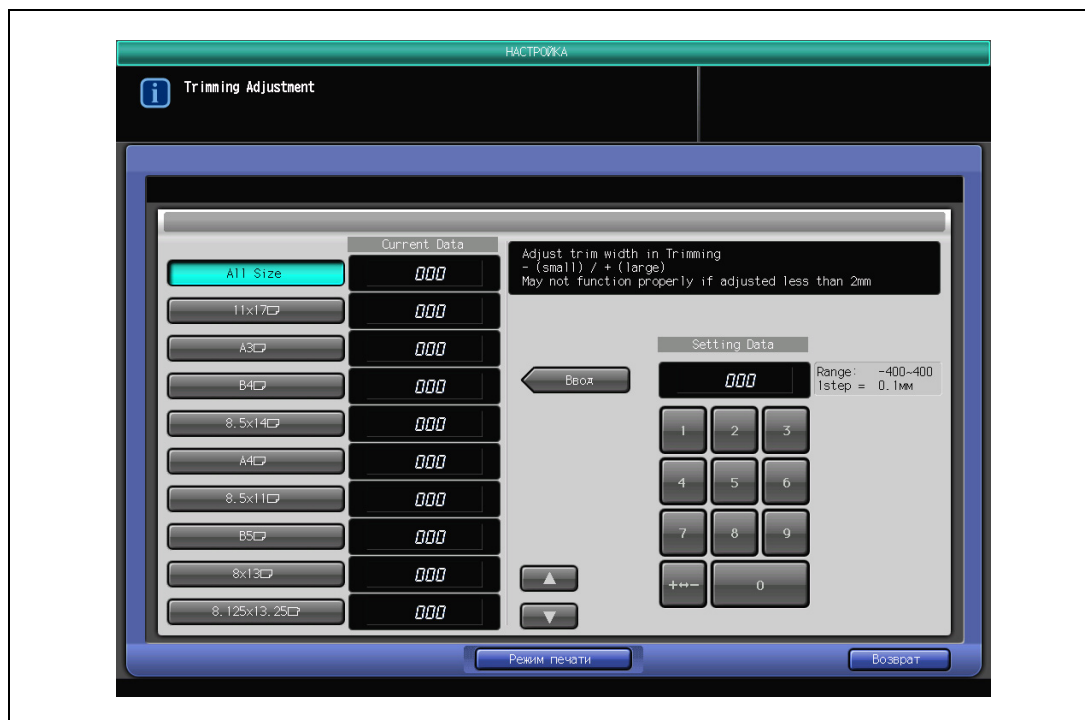 НАСТРОЙКА
Trimming Adjustment
Current Data
Adjust trim width in Trimming
- (small) / + (large)
May not function properly if adjusted less than 2mm
All Size 000
11x17 000
A3 000
B4 000
8.5x14 000
A4 000
8.5x11 000
B5 000
8x13 000
8.125x13.25 000
Setting Data
Ввод
000
Range: -400~400
1step = 0.1мм
1 2 3
4 5 6
7 8 9
+↔- 0
Режим печати
Возврат